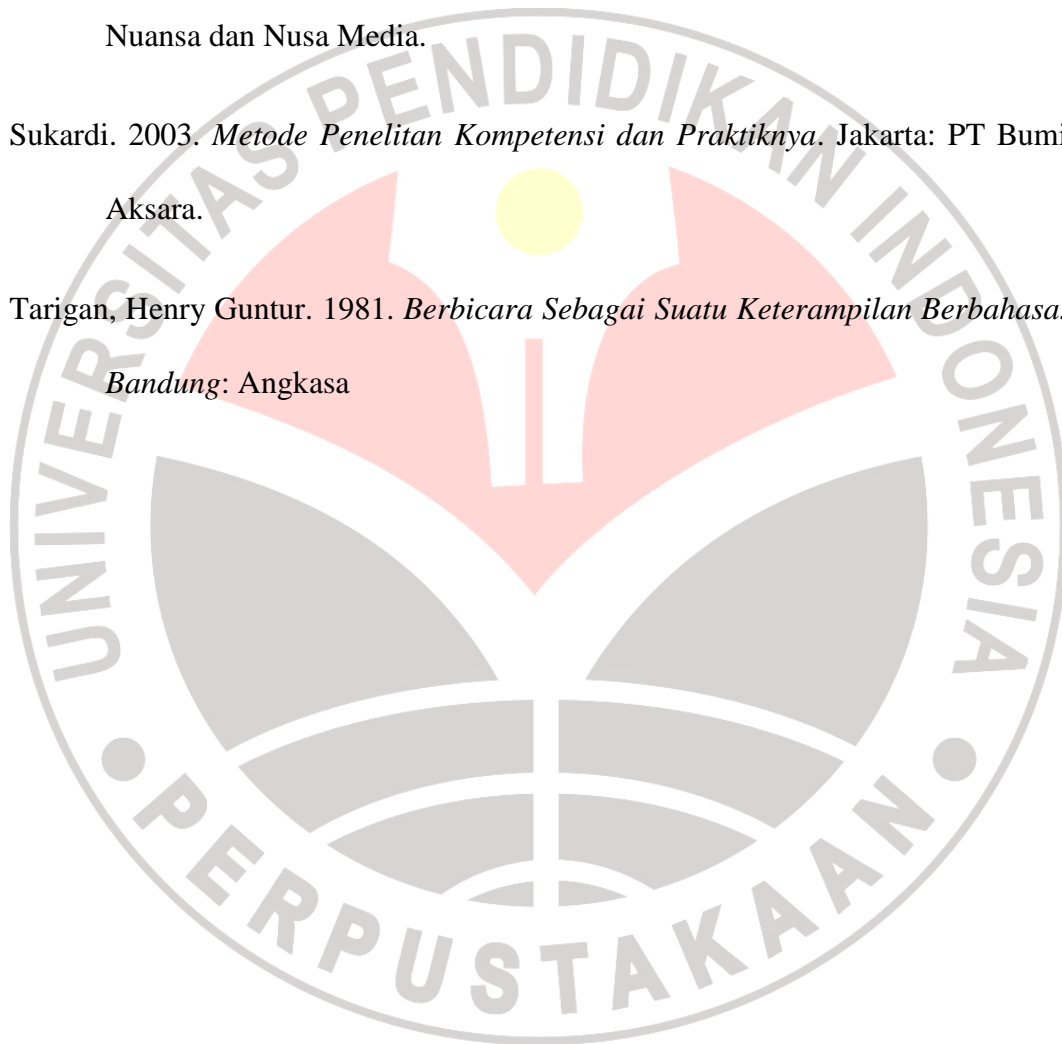 Nuansa dan Nusa Media.
Sukardi. 2003. Metode Penelitan Kompetensi dan Praktiknya. Jakarta: PT Bumi
Aksara.
Tarigan, Henry Guntur. 1981. Berbicara Sebagai Suatu Keterampilan Berbahasa.
Bandung: Angkasa
UNIVERSITAS PENDIDIKAN INDONESIA
PERPUSTAKAAN